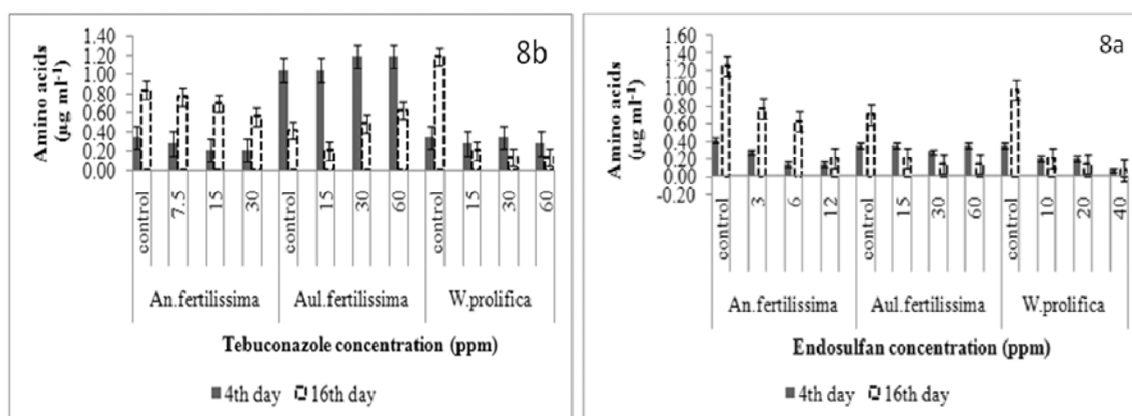 8b
Amino acids
(µg ml⁻¹)
1.40
1.20
1.00
0.80
0.60
0.40
0.20
0.00
control
7.5
15
30
control
15
30
60
control
15
30
60
An.fertilissima
Aul.fertilissima
W.prolifica
Tebuconazole concentration (ppm)
4th day
16th day
8a
Amino acids
(µg ml⁻¹)
1.60
1.40
1.20
1.00
0.80
0.60
0.40
0.20
0.00
-0.20
control
3
6
12
control
15
30
60
control
10
20
40
An.fertilissima
Aul.fertilissima
W.prolifica
Endosulfan concentration (ppm)
4th day
16th day